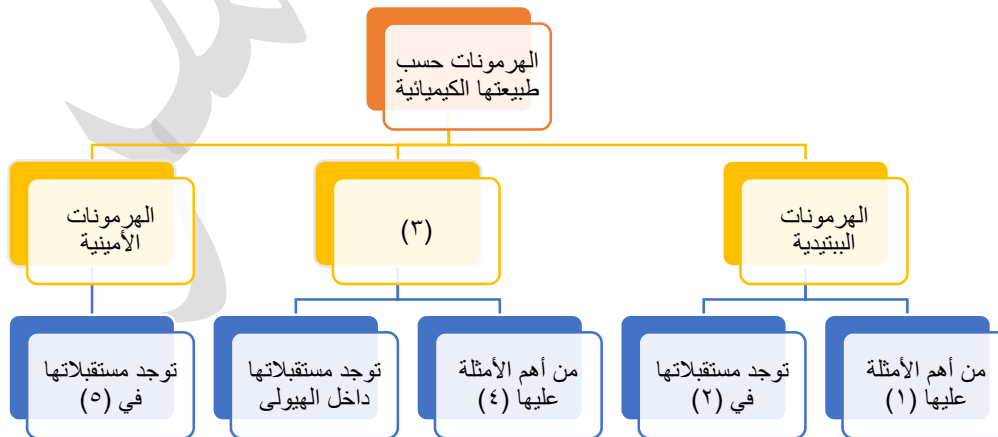 الهرمونات حسب
طبيعتها الكيميائية
الهرمونات
الببتيدية
(٣)
الهرمونات
الأمينية
من أهم الأمثلة
عليها (١)
توجد مستقبلاتها
في (٢)
من أهم الأمثلة
عليها (٤)
توجد مستقبلاتها
داخل الهيولى
توجد مستقبلاتها
في (٥)